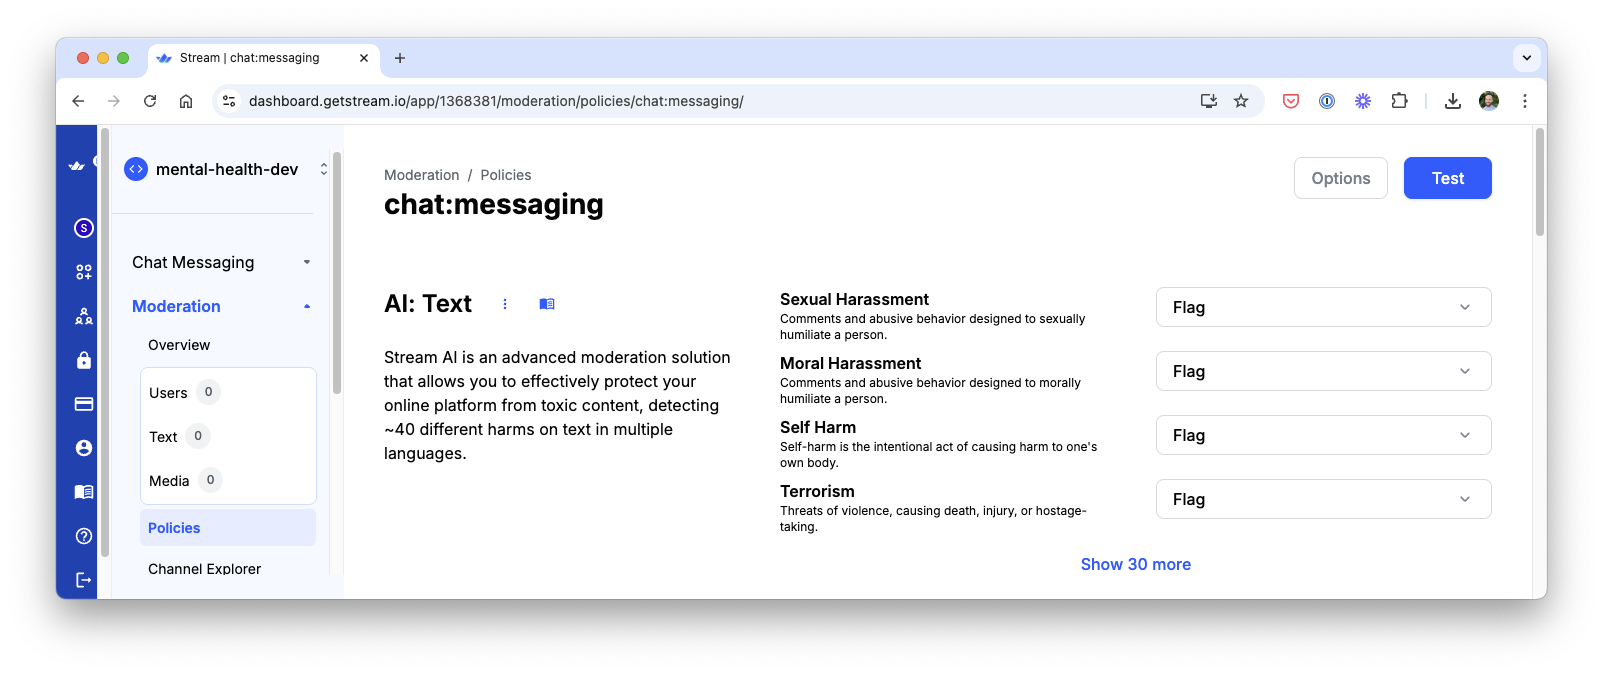 Stream | chat:messaging
dashboard.getstream.io/app/1368381/moderation/policies/chat:messaging/
S
mental-health-dev
Chat Messaging
Moderation
Overview
Users 0
Text 0
Media 0
Policies
Channel Explorer
Moderation / Policies
chat:messaging
Options
Test
AI: Text
Stream AI is an advanced moderation solution
that allows you to effectively protect your
online platform from toxic content, detecting
~40 different harms on text in multiple
languages.
Sexual Harassment
Comments and abusive behavior designed to sexually
humiliate a person.
Flag
Moral Harassment
Comments and abusive behavior designed to morally
humiliate a person.
Flag
Self Harm
Self-harm is the intentional act of causing harm to one's
own body.
Flag
Terrorism
Threats of violence, causing death, injury, or hostage-
taking.
Flag
Show 30 more